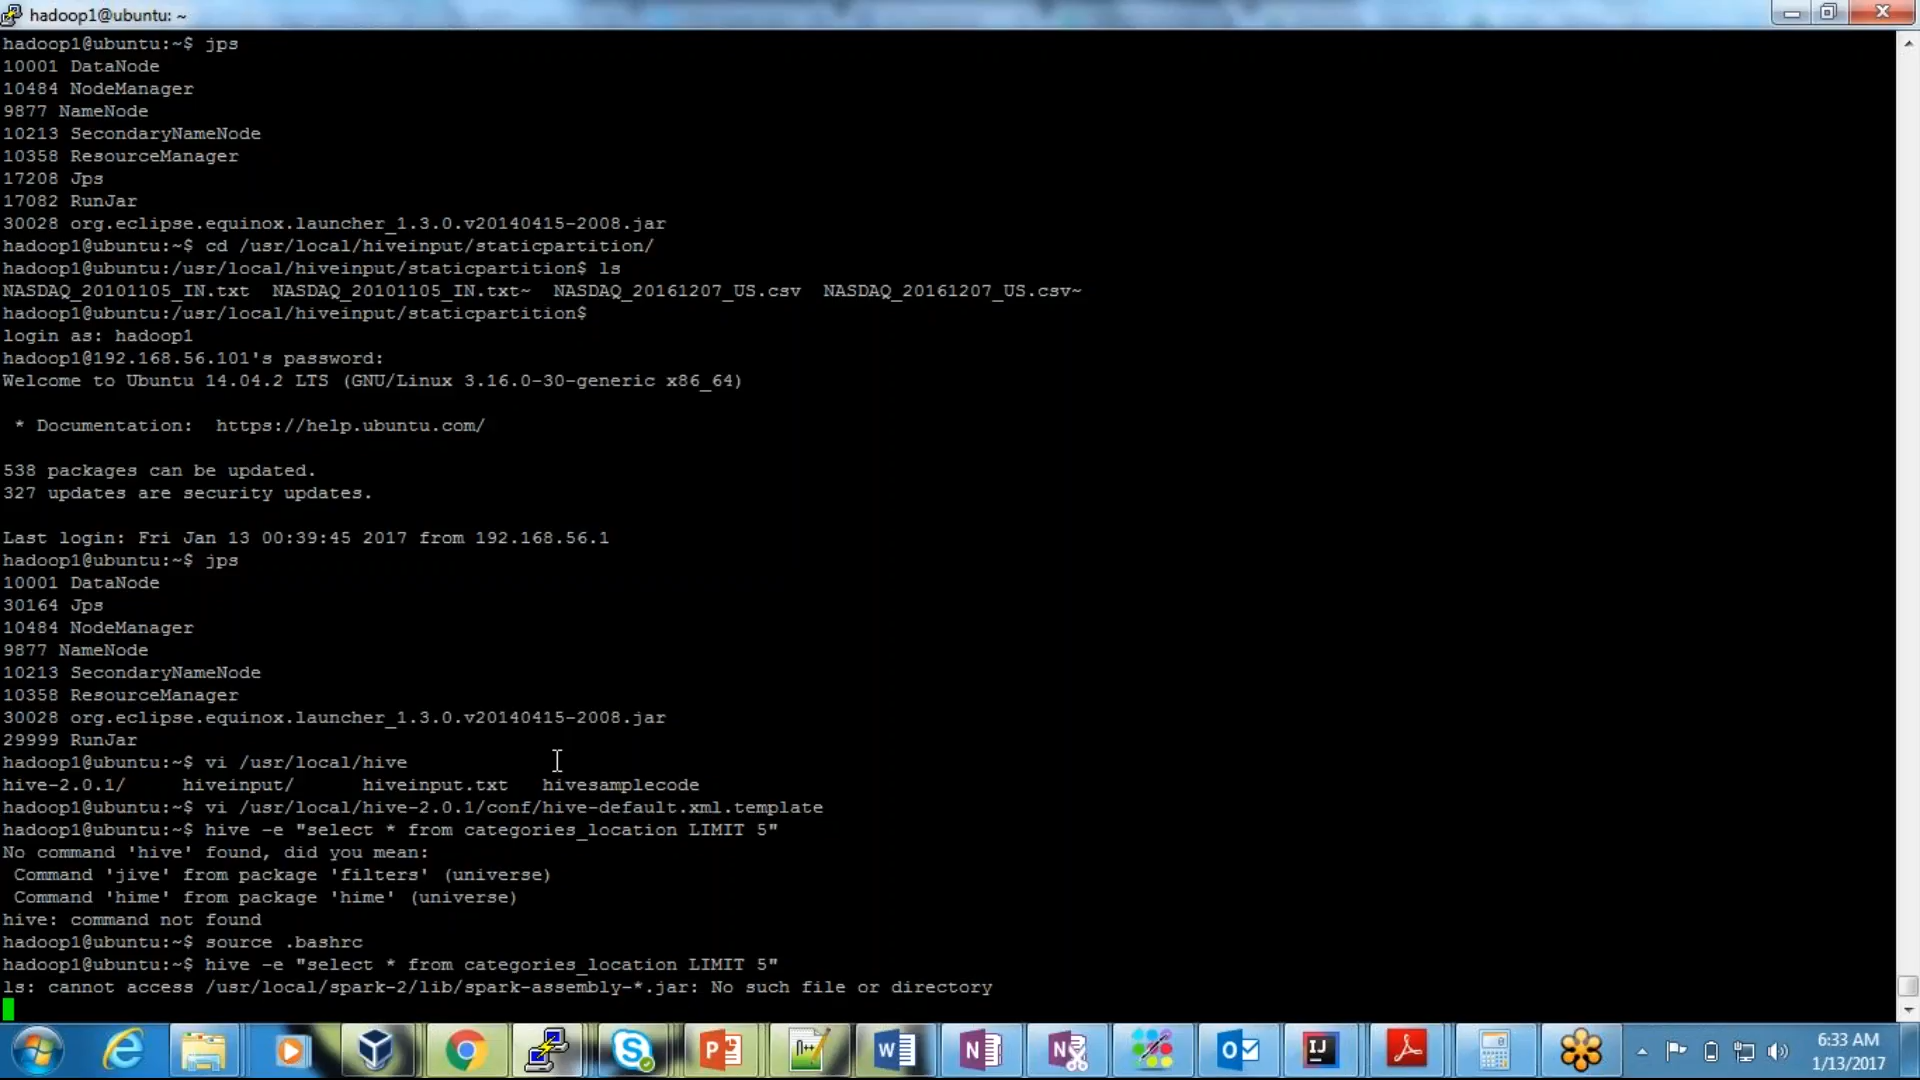 hadoop1@ubuntu: ~
hadoop1@ubuntu:~$ jps
10001 DataNode
10484 NodeManager
9877 NameNode
10213 SecondaryNameNode
10358 ResourceManager
17208 Jps
17082 RunJar
30028 org.eclipse.equinox.launcher_1.3.0.v20140415-2008.jar
hadoop1@ubuntu:~$ cd /usr/local/hiveinput/staticpartition/
hadoop1@ubuntu:/usr/local/hiveinput/staticpartition$ ls
NASDAQ_20101105_IN.txt  NASDAQ_20101105_IN.txt~  NASDAQ_20161207_US.csv  NASDAQ_20161207_US.csv~
hadoop1@ubuntu:/usr/local/hiveinput/staticpartition$
login as: hadoop1
hadoop1@192.168.56.101's password:
Welcome to Ubuntu 14.04.2 LTS (GNU/Linux 3.16.0-30-generic x86_64)
* Documentation:  https://help.ubuntu.com/
538 packages can be updated.
327 updates are security updates.
Last login: Fri Jan 13 00:39:45 2017 from 192.168.56.1
hadoop1@ubuntu:~$ jps
10001 DataNode
30164 Jps
10484 NodeManager
9877 NameNode
10213 SecondaryNameNode
10358 ResourceManager
30028 org.eclipse.equinox.launcher_1.3.0.v20140415-2008.jar
29999 RunJar
hadoop1@ubuntu:~$ vi /usr/local/hive
hive-2.0.1/     hiveinput/      hiveinput.txt   hivesamplecode
hadoop1@ubuntu:~$ vi /usr/local/hive-2.0.1/conf/hive-default.xml.template
hadoop1@ubuntu:~$ hive -e "select * from categories_location LIMIT 5"
No command 'hive' found, did you mean:
Command 'jive' from package 'filters' (universe)
Command 'hime' from package 'hime' (universe)
hive: command not found
hadoop1@ubuntu:~$ source .bashrc
hadoop1@ubuntu:~$ hive -e "select * from categories_location LIMIT 5"
ls: cannot access /usr/local/spark-2/lib/spark-assembly-*.jar: No such file or directory
6:33 AM
1/13/2017